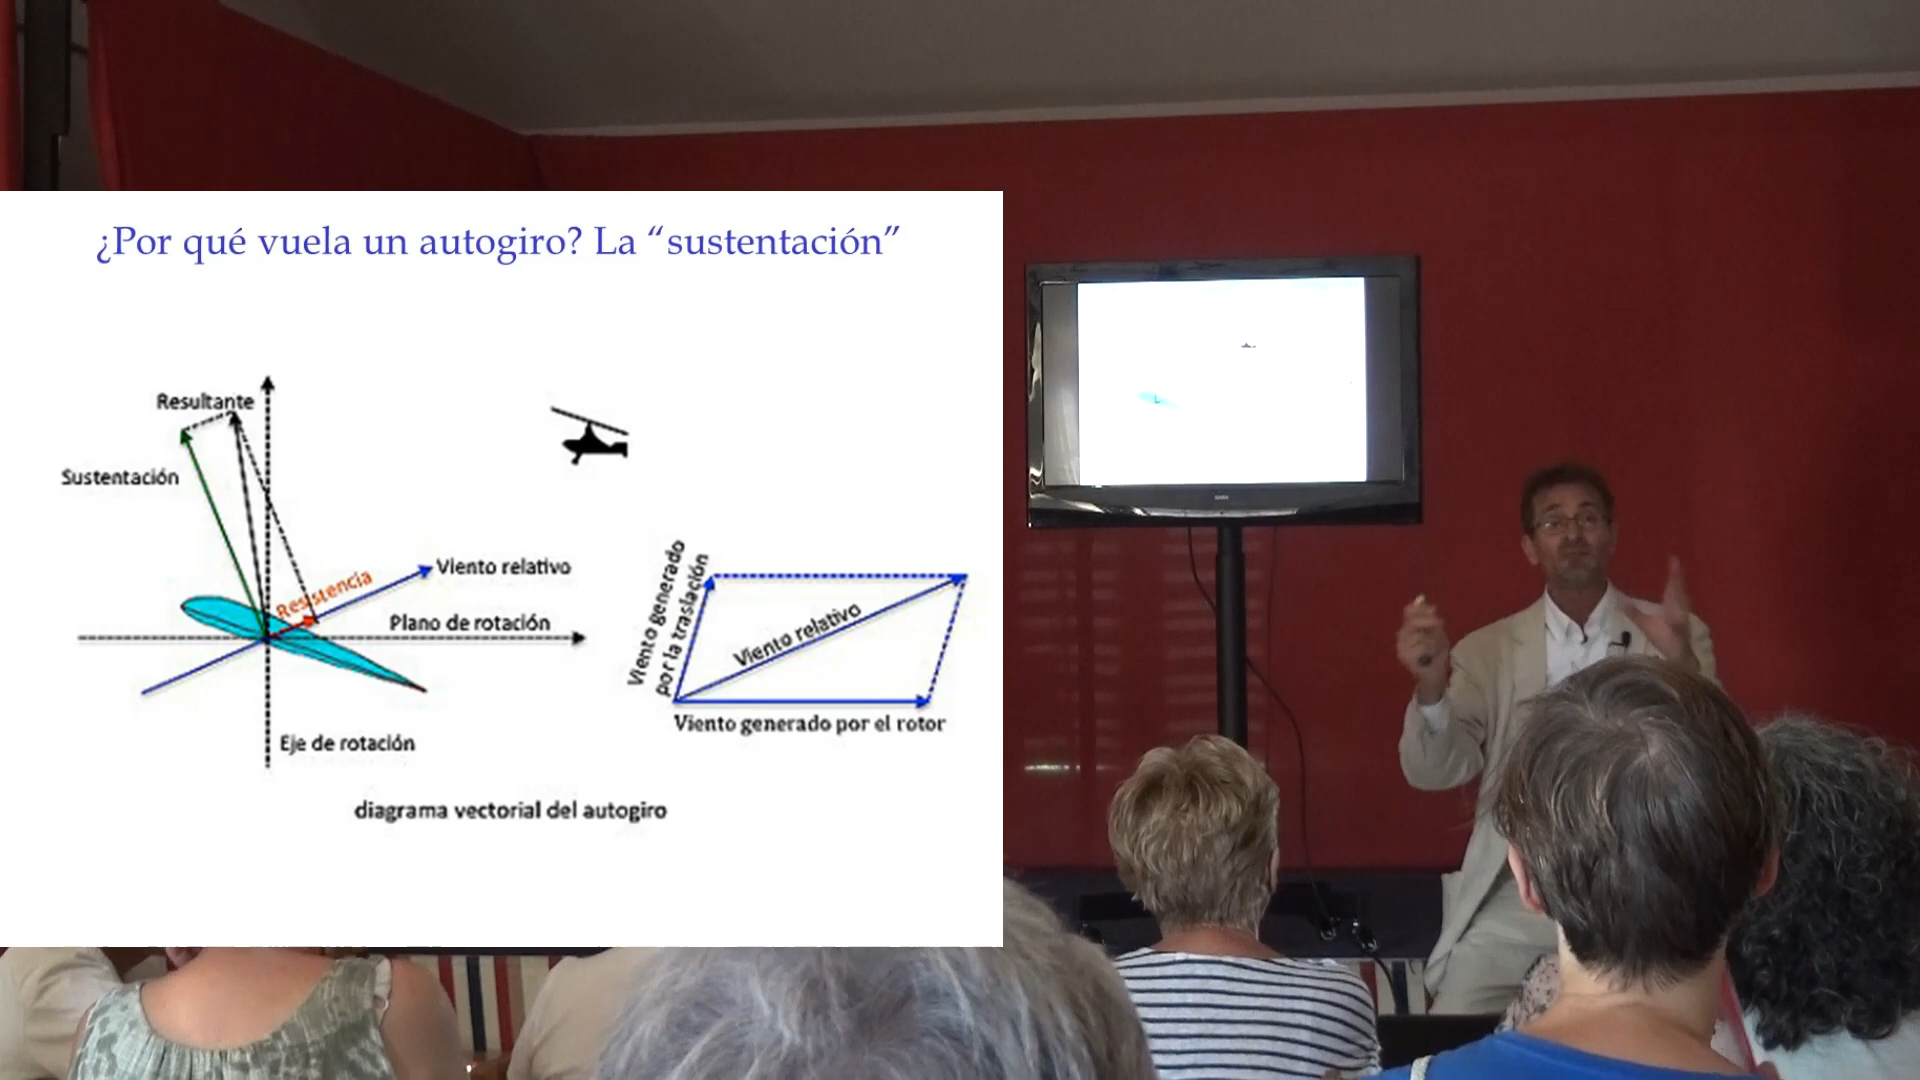 ¿Por qué vuela un autogiro? La “sustentación”
Resultante
Sustentación
Viento relativo
Resistencia
Plano de rotación
Eje de rotación
Viento generado
por la traslación
Viento relativo
Viento generado por el rotor
diagrama vectorial del autogiro